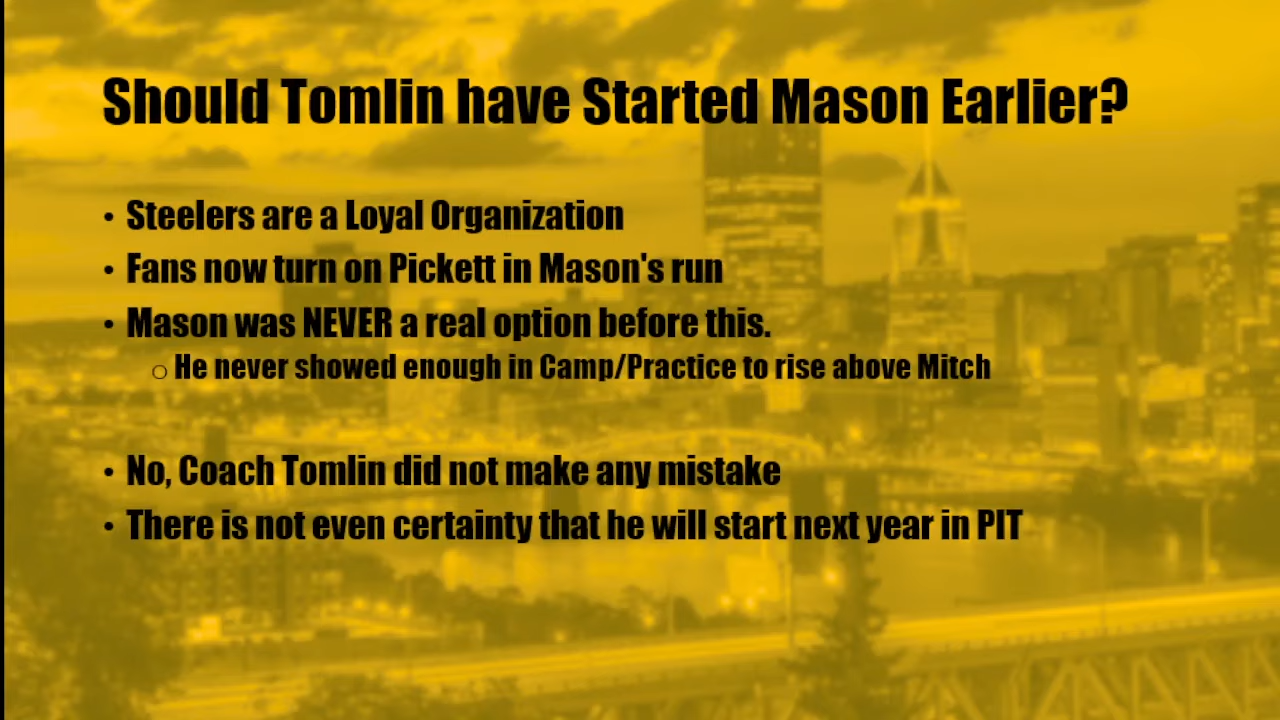 Should Tomlin have Started Mason Earlier?
• Steelers are a Loyal Organization
• Fans now turn on Pickett in Mason's run
• Mason was NEVER a real option before this.
○ He never showed enough in Camp/Practice to rise above Mitch
• No, Coach Tomlin did not make any mistake
• There is not even certainty that he will start next year in PIT